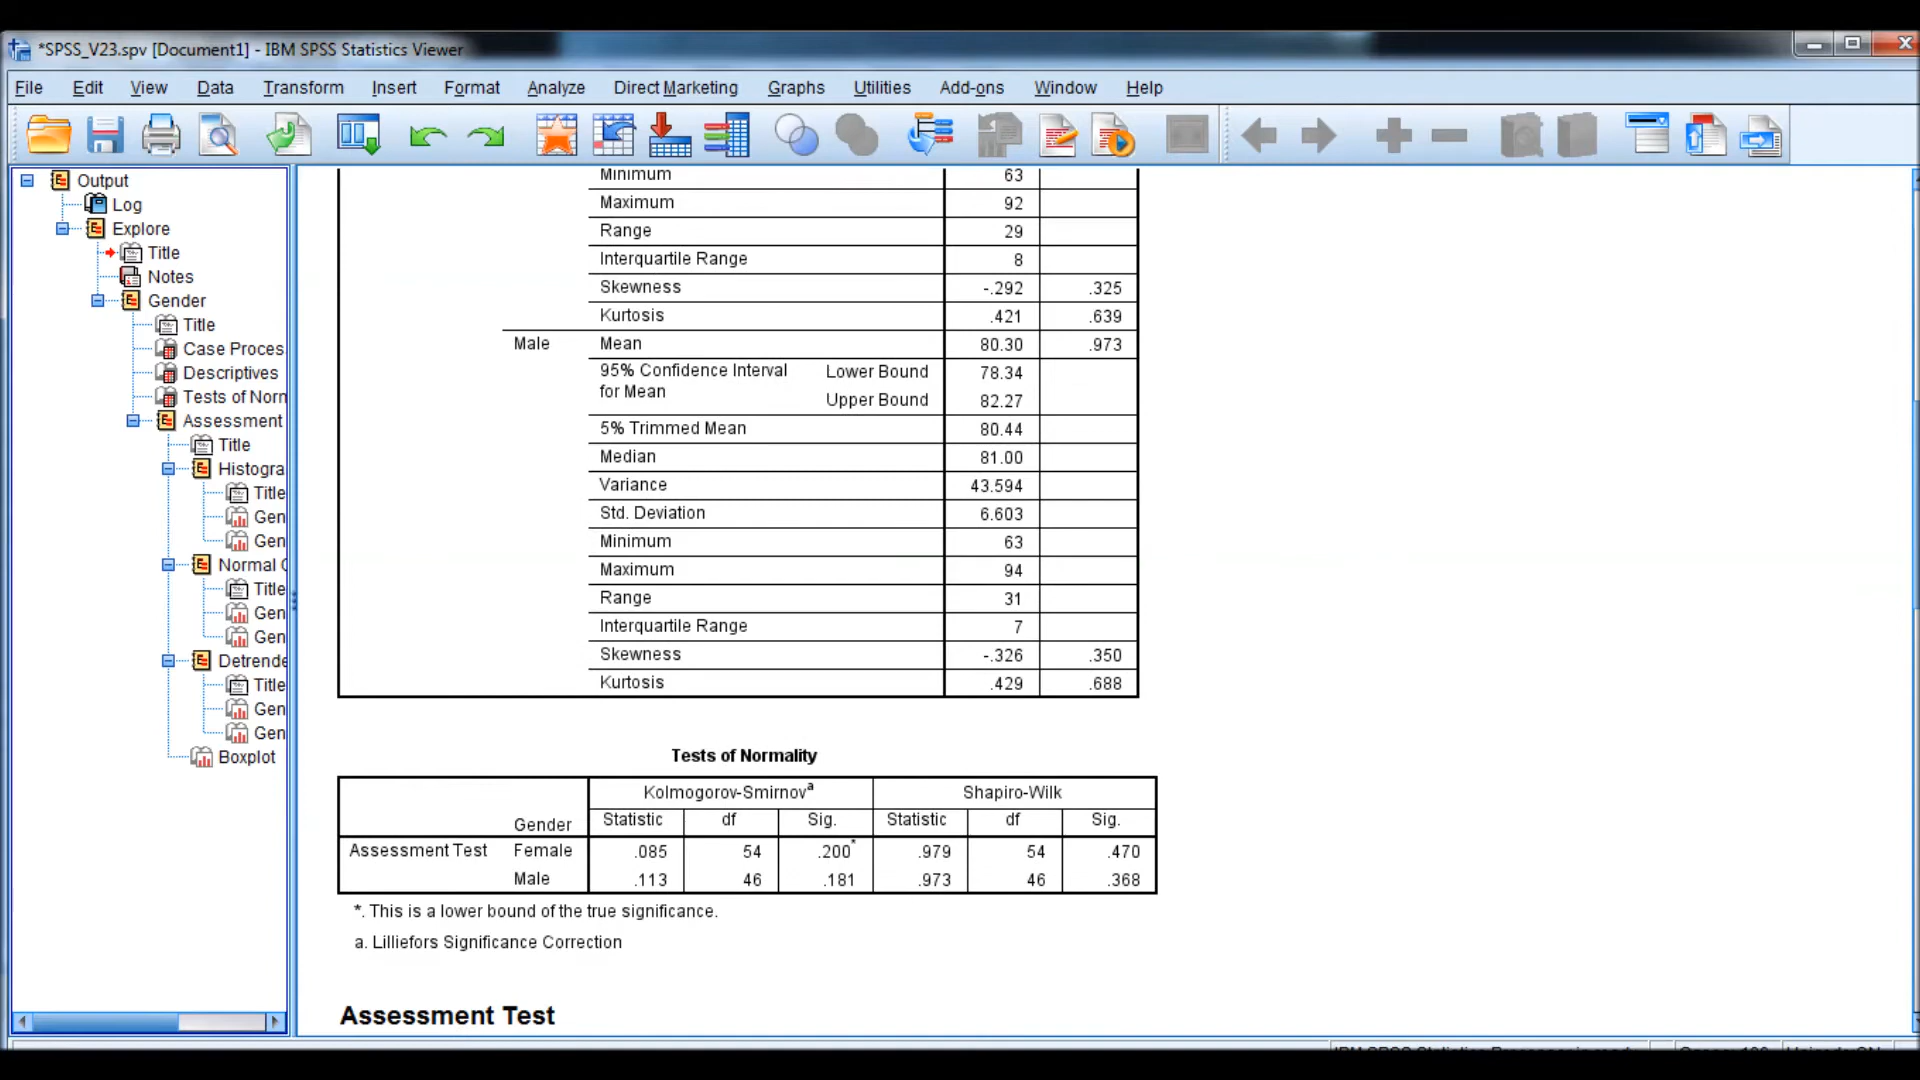 *SPSS_V23.spv [Document1] - IBM SPSS Statistics Viewer
File Edit View Data Transform Insert Format Analyze Direct Marketing Graphs Utilities Add-ons Window Help
Output
Log
Explore
Title
Notes
Gender
Title
Case Proces
Descriptives
Tests of Norm
Assessment
Title
Histogra
Title
Gen
Gen
Normal
Title
Gen
Gen
Detrende
Title
Gen
Gen
Boxplot
Minimum 63
Maximum 92
Range 29
Interquartile Range 8
Skewness -.292 .325
Kurtosis .421 .639
Male Mean 80.30 .973
95% Confidence Interval for Mean Lower Bound 78.34
Upper Bound 82.27
5% Trimmed Mean 80.44
Median 81.00
Variance 43.594
Std. Deviation 6.603
Minimum 63
Maximum 94
Range 31
Interquartile Range 7
Skewness -.326 .350
Kurtosis .429 .688
Tests of Normality
Kolmogorov-Smirnov a Shapiro-Wilk
Gender Statistic df Sig. Statistic df Sig.
Assessment Test Female .085 54 .200* .979 54 .470
Male .113 46 .181 .973 46 .368
*. This is a lower bound of the true significance.
a. Lilliefors Significance Correction
Assessment Test